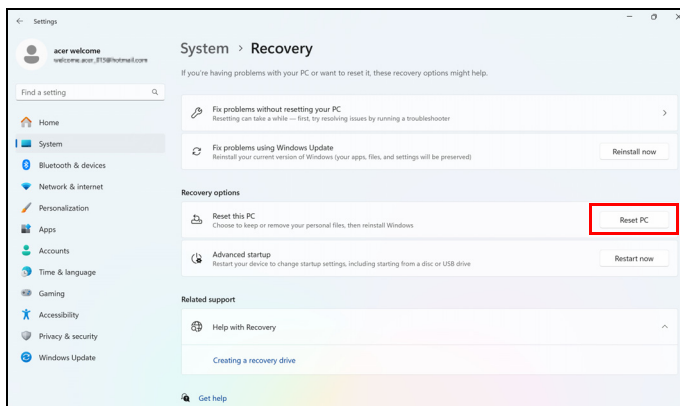 Settings
acer welcome
welcome.acer_815@hotmail.com
Find a setting
Home
System
Bluetooth & devices
Network & internet
Personalization
Apps
Accounts
Time & language
Gaming
Accessibility
Privacy & security
Windows Update
System > Recovery
If you're having problems with your PC or want to reset it, these recovery options might help.
Fix problems without resetting your PC
Resetting can take a while — first, try resolving issues by running a troubleshooter
Fix problems using Windows Update
Reinstall your current version of Windows (your apps, files, and settings will be preserved)
Reinstall now
Recovery options
Reset this PC
Choose to keep or remove your personal files, then reinstall Windows
Reset PC
Advanced startup
Restart your device to change startup settings, including starting from a disc or USB drive
Restart now
Related support
Help with Recovery
Creating a recovery drive
Get help